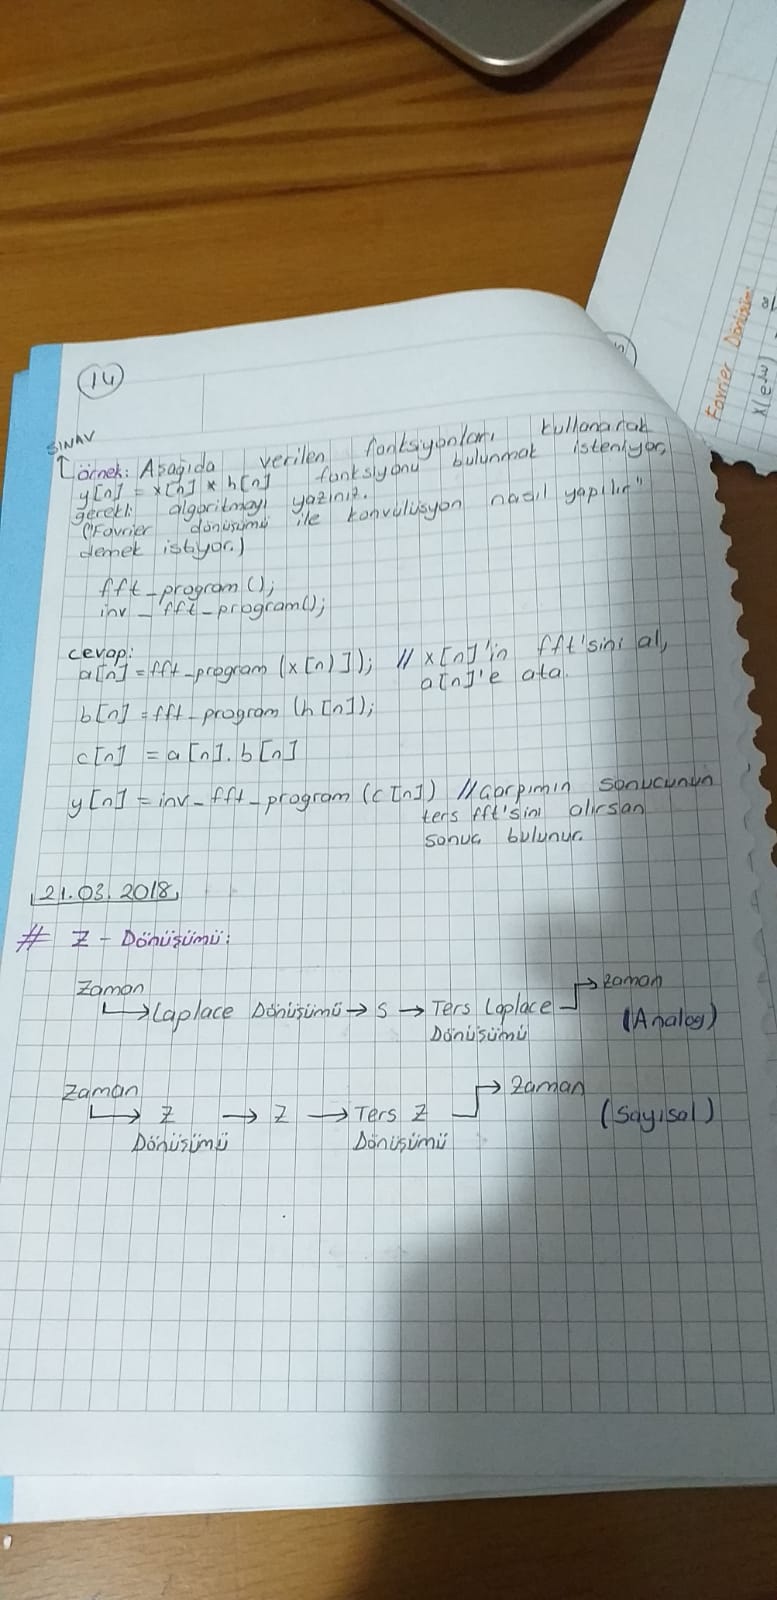 14
SINAV
Örnek: Aşağıda verilen fonksiyonları kullanarak
y[n] = x[n] * h[n] fonksiyonu bulunmak isteniyor,
gerekli algoritmayı yazınız.
("Fourier dönüşümü ile konvülüsyon nasıl yapılır"
demek istiyor.)
fft_program();
inv_fft_program();
cevap:
a[n] = fft_program (x[n)]); // x[n]'in fft'sini al,
a[n]'e ata.
b[n] = fft_program (h[n]);
c[n] = a[n].b[n]
y[n] = inv_fft_program (c[n]) //Çarpımın sonucunun
ters fft'sini alırsan
sonuç bulunur.
21.03.2018
# Z - Dönüşümü:
Zaman
→ Laplace Dönüşümü → S → Ters Laplace Dönüşümü → zaman (Analog)
Zaman
→ Z Dönüşümü → Z → Ters Z Dönüşümü → Zaman (Sayısal)
Fourier Dönüşüm
X(e^jw)